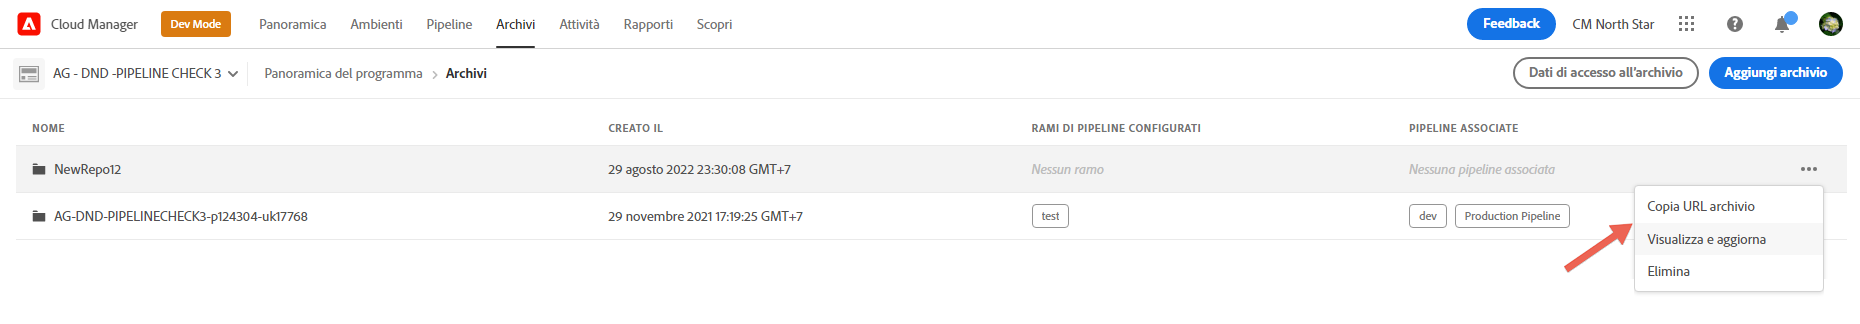 Cloud Manager Dev Mode Panoramica Ambienti Pipeline Archivi Attività Rapporti Scopri Feedback CM North Star
AG - DND -PIPELINE CHECK 3 Panoramica del programma > Archivi Dati di accesso all'archivio Aggiungi archivio
NOME CREATO IL RAMI DI PIPELINE CONFIGURATI PIPELINE ASSOCIATE
NewRepo12 29 agosto 2022 23:30:08 GMT+7 Nessun ramo Nessuna pipeline associata
AG-DND-PIPELINECHECK3-p124304-uk17768 29 novembre 2021 17:19:25 GMT+7 test dev Production Pipeline
Copia URL archivio
Visualizza e aggiorna
Elimina